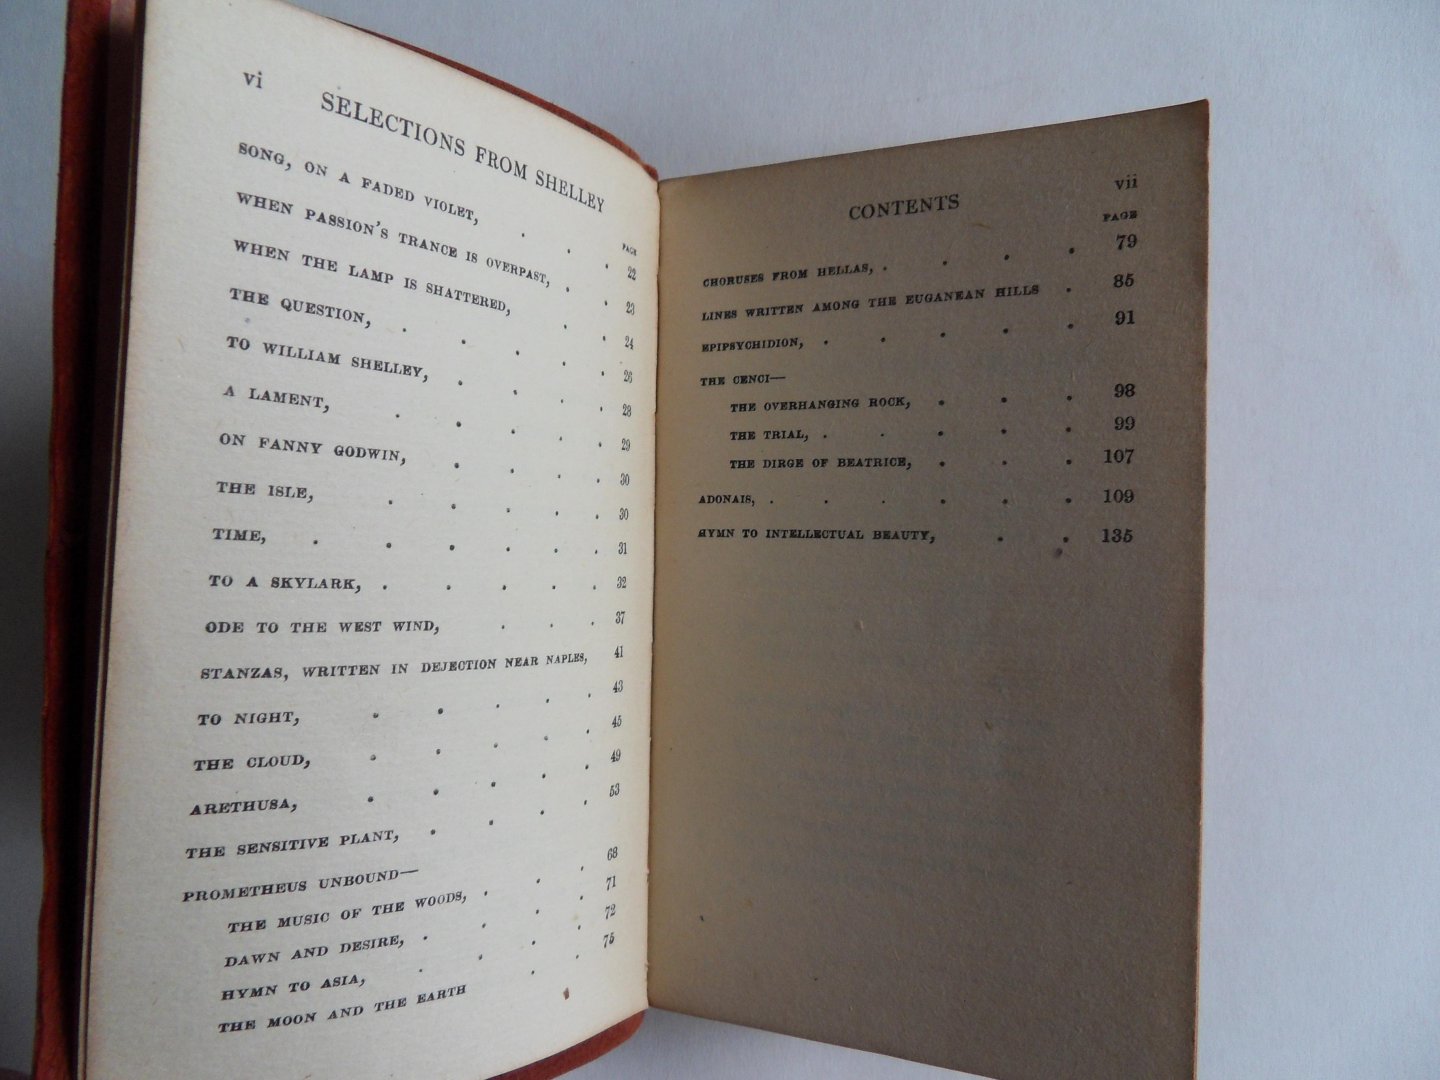 vi SELECTIONS FROM SHELLEY
PAGE
SONG, ON A FADED VIOLET, . . . 22
WHEN PASSION'S TRANCE IS OVERPAST, . . 23
WHEN THE LAMP IS SHATTERED, . . 24
THE QUESTION, . . . . . 26
TO WILLIAM SHELLEY, . . . . 28
A LAMENT, . . . . . 29
ON FANNY GODWIN, . . . . 30
THE ISLE, . . . . . 30
TIME, . . . . . . 31
TO A SKYLARK, . . . . . 32
ODE TO THE WEST WIND, . . . 37
STANZAS, WRITTEN IN DEJECTION NEAR NAPLES, 41
TO NIGHT, . . . . . 43
THE CLOUD, . . . . . 45
ARETHUSA, . . . . . 49
THE SENSITIVE PLANT, . . . . 53
PROMETHEUS UNBOUND—
THE MUSIC OF THE WOODS, . . . 68
DAWN AND DESIRE, . . . . 71
HYMN TO ASIA, . . . . 72
THE MOON AND THE EARTH . . 75
CONTENTS vii
PAGE
CHORUSES FROM HELLAS, . . . . 79
LINES WRITTEN AMONG THE EUGANEAN HILLS . 85
EPIPSYCHIDION, . . . . . 91
THE CENCI—
THE OVERHANGING ROCK, . . . 98
THE TRIAL, . . . . . 99
THE DIRGE OF BEATRICE, . . . 107
ADONAIS, . . . . . . 109
HYMN TO INTELLECTUAL BEAUTY, . . 135